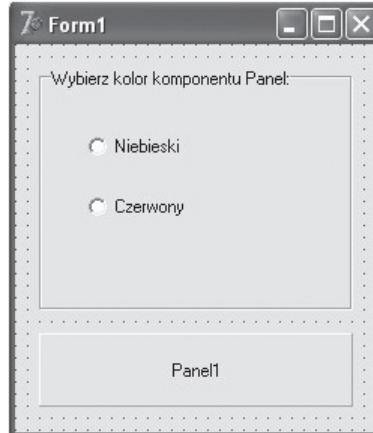 Form1
Wybierz kolor komponentu Panel:
Niebieski
Czerwony
Panel1